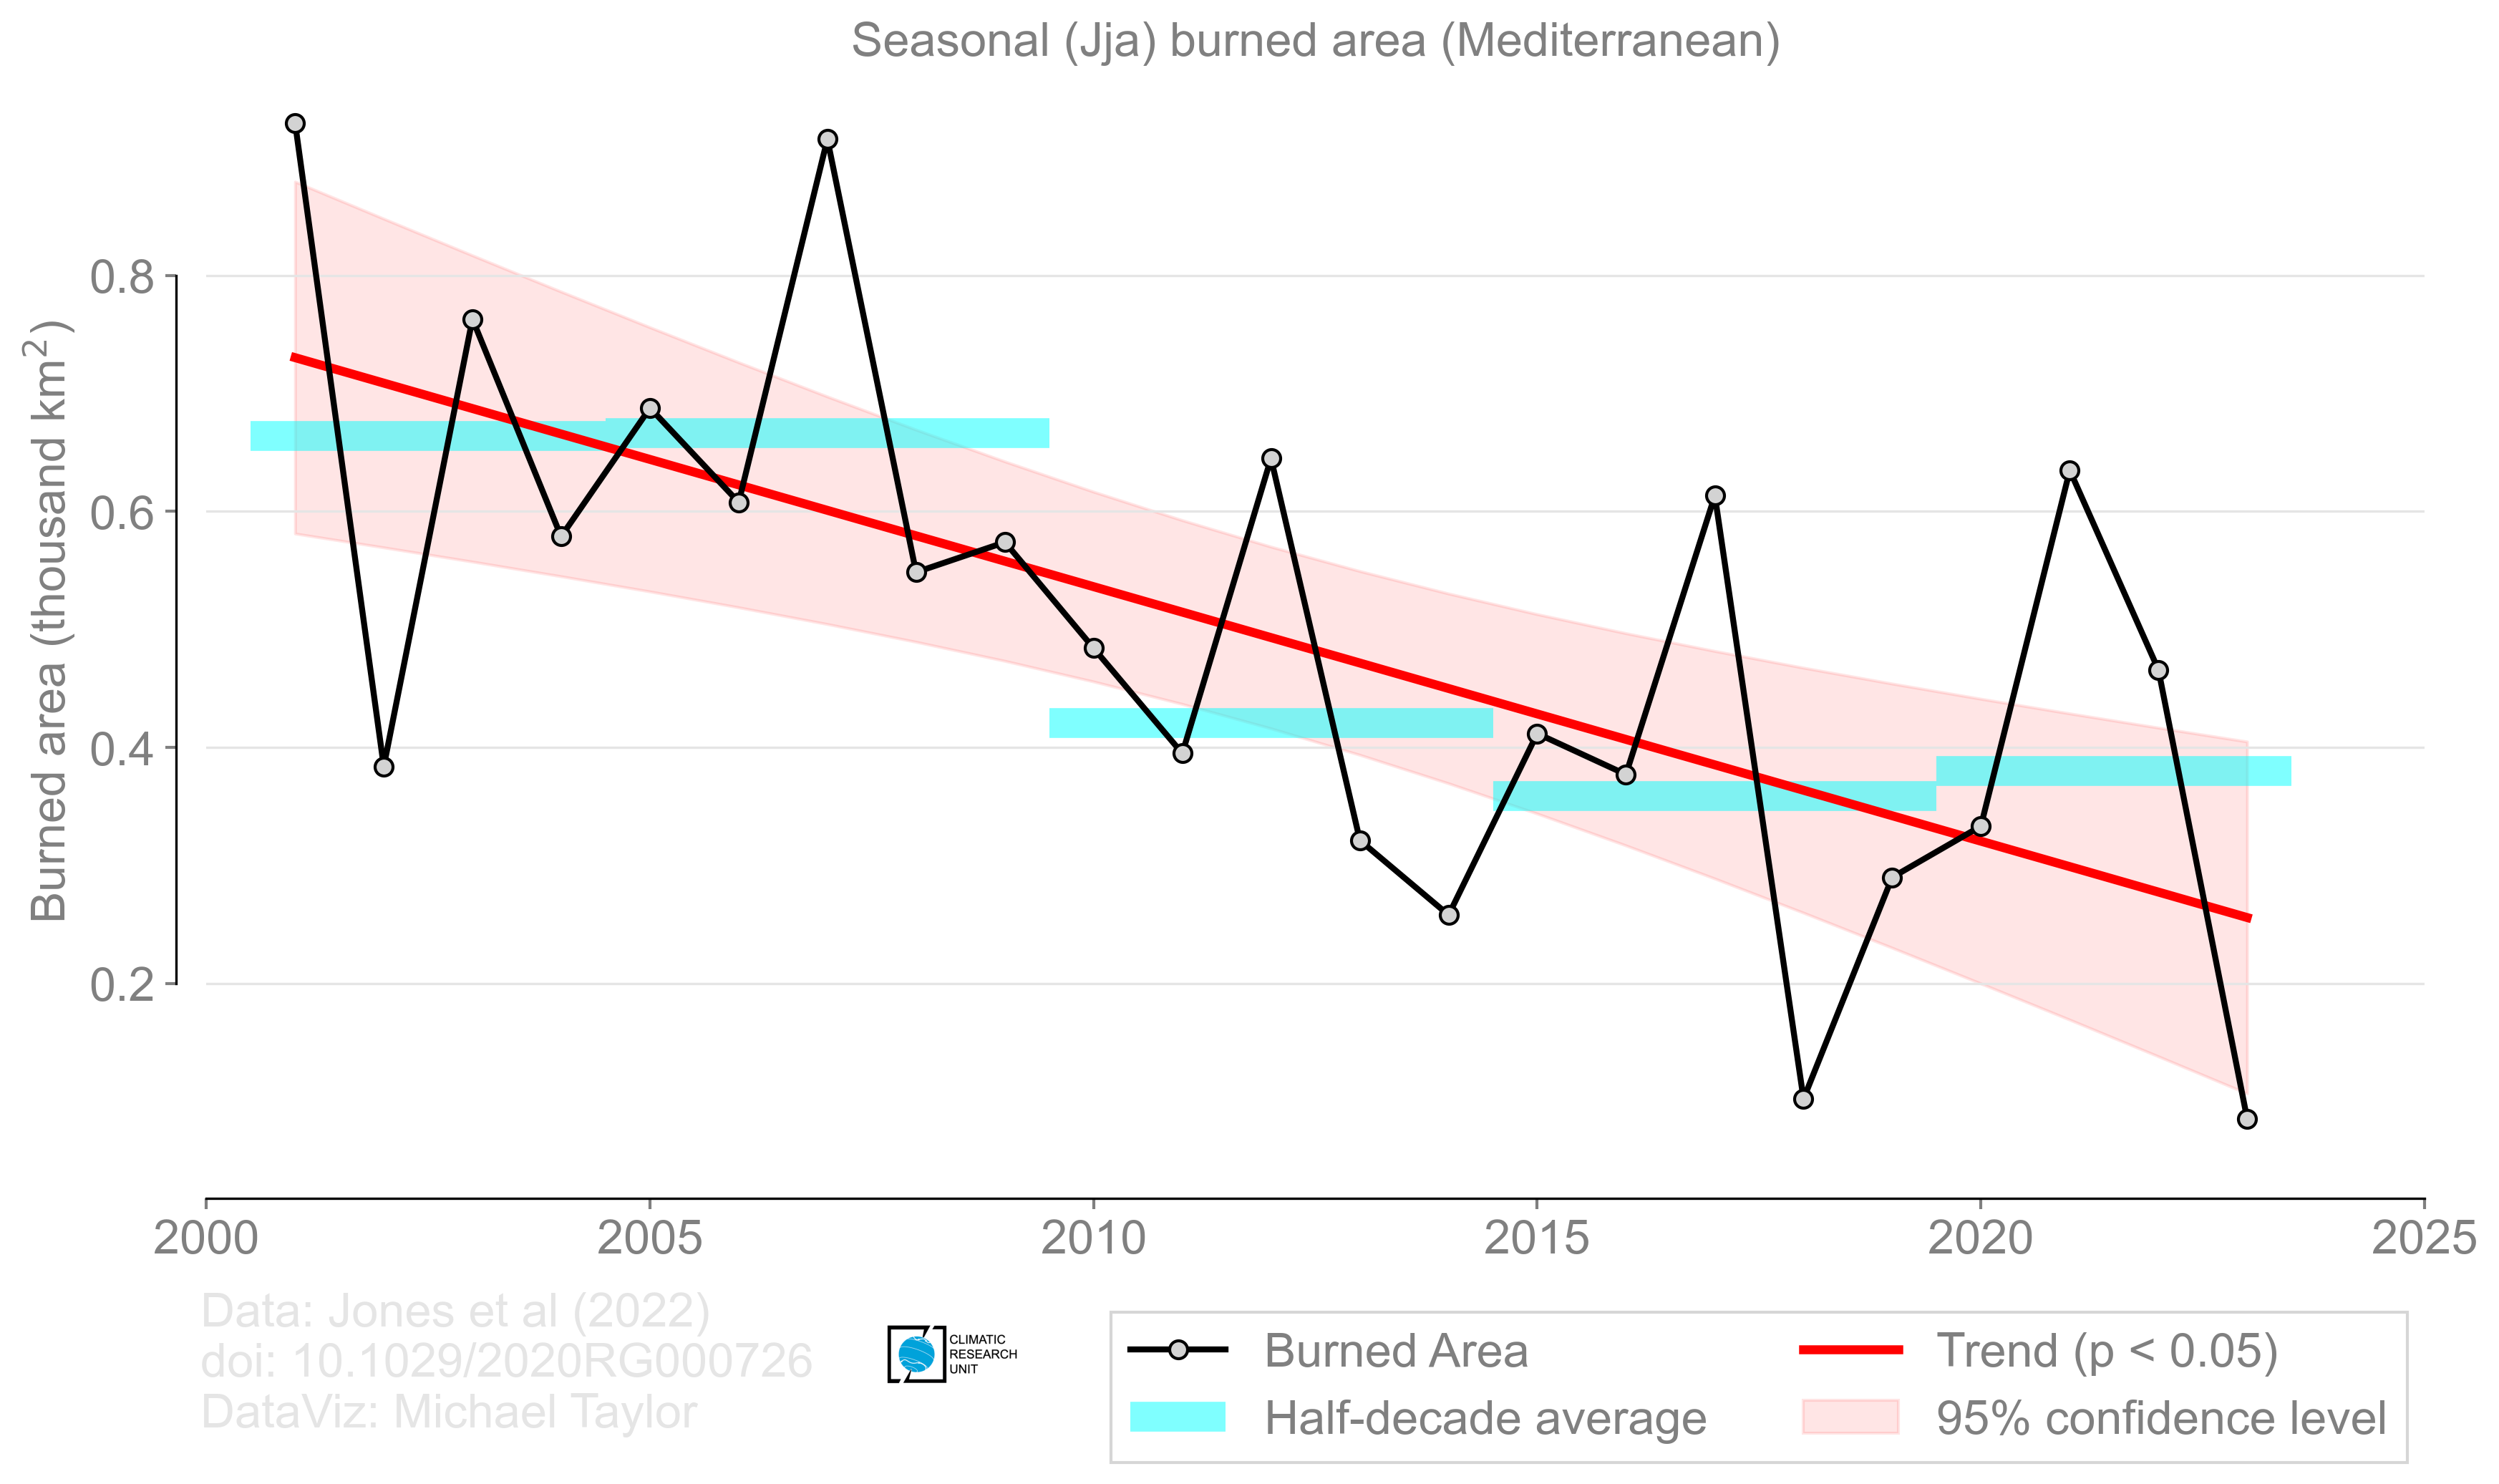 Seasonal (Jja) burned area (Mediterranean)
Burned area (thousand km²)
0.8
0.6
0.4
0.2
2000
2005
2010
2015
2020
2025
Data: Jones et al (2022)
doi: 10.1029/2020RG000726
DataViz: Michael Taylor
CLIMATIC
RESEARCH
UNIT
Burned Area
Half-decade average
Trend (p < 0.05)
95% confidence level